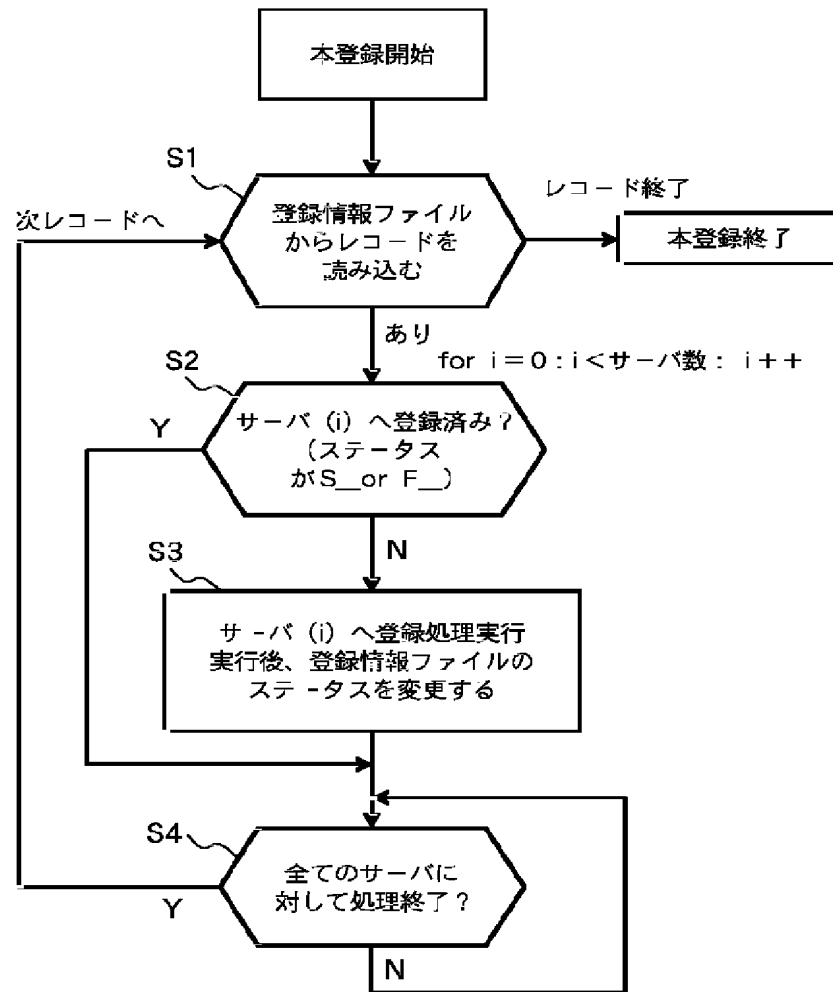 本登録開始
S1
次レコードへ
登録情報ファイル
からレコードを
読み込む
レコード終了
本登録終了
あり
for i=0:i<サーバ数: i++
S2
Y
サーバ(i)へ登録済み?
(ステータス
がS__or F__)
N
S3
サーバ(i)へ登録処理実行
実行後、登録情報ファイルの
ステータスを変更する
S4
全てのサーバに
対して処理終了?
Y
N